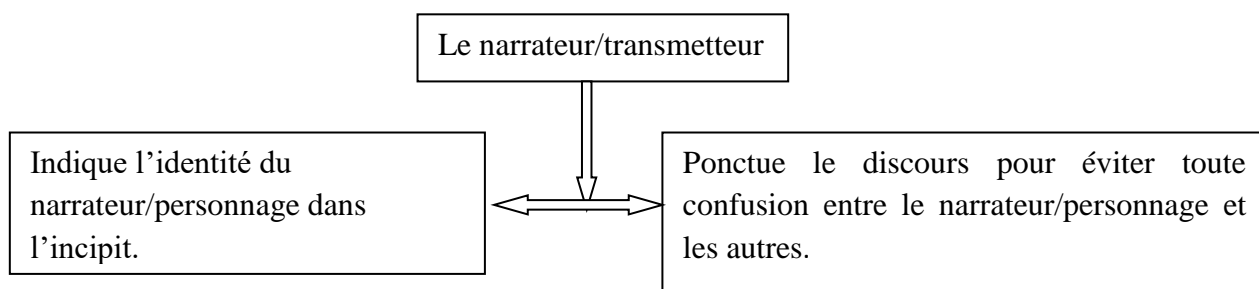 Le narrateur/transmetteur
Indique l’identité du
narrateur/personnage dans
l’incipit.
Ponctue le discours pour éviter toute
confusion entre le narrateur/personnage et
les autres.